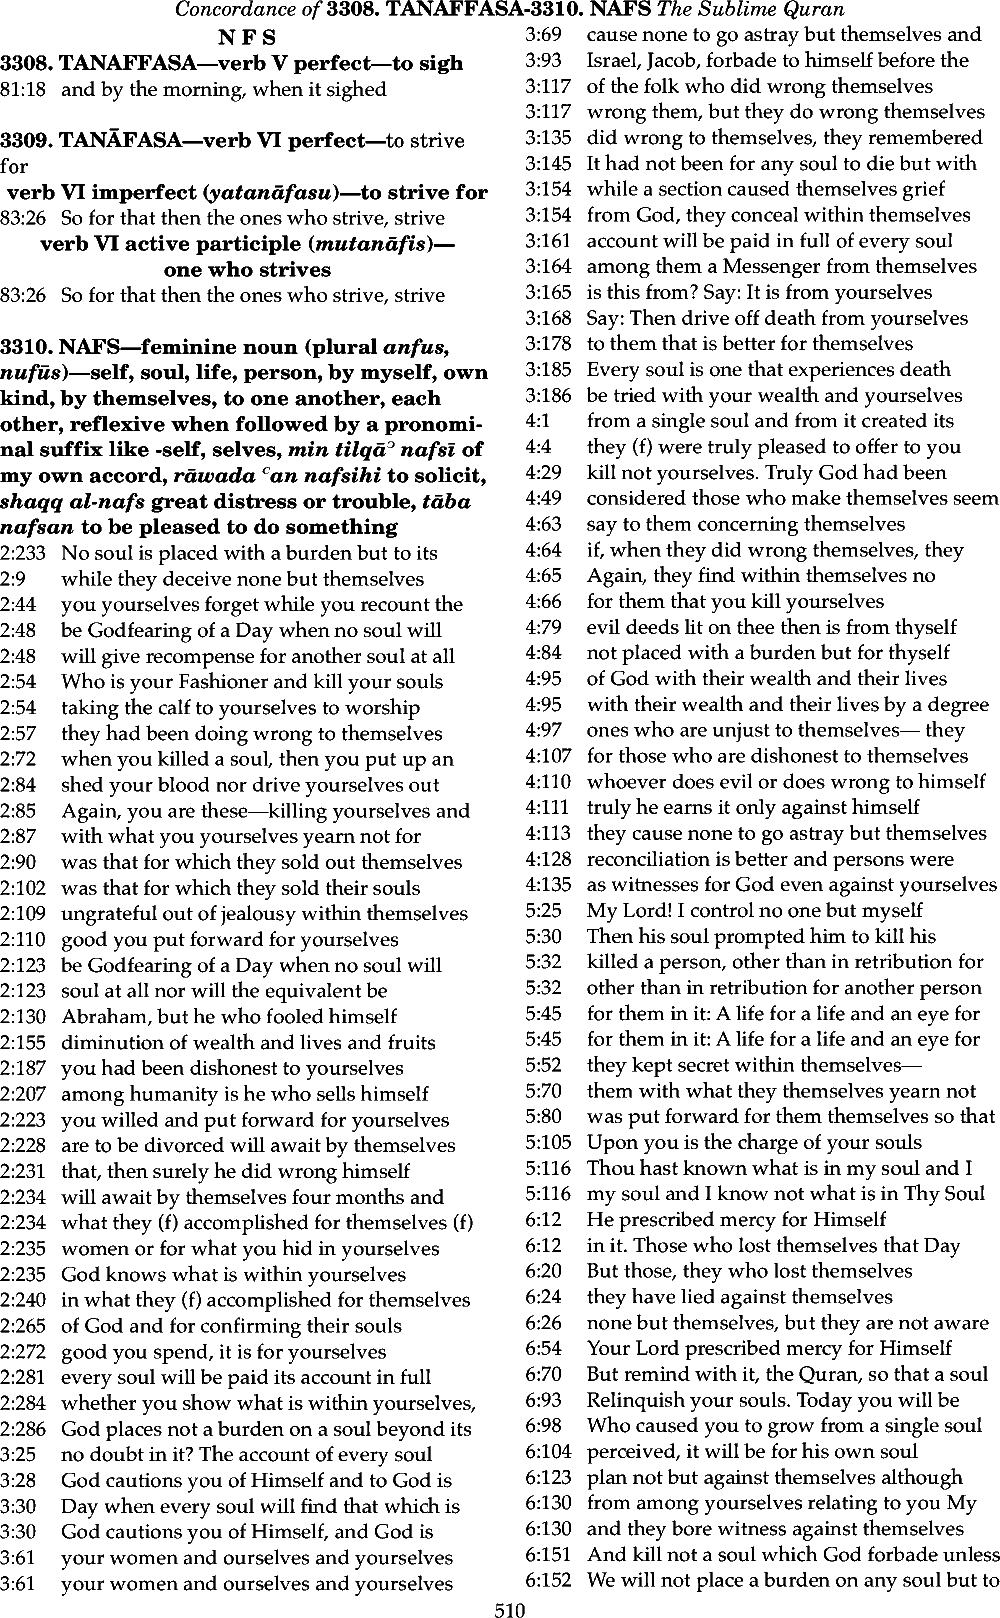 Concordance of 3308. TANAFFASA-3310. NAFS The Sublime Quran
N F S
3308. TANAFFASA—verb V perfect—to sigh
81:18 and by the morning, when it sighed
3309. TANĀFASA—verb VI perfect—to strive
for
verb VI imperfect (yatanāfasu)—to strive for
83:26 So for that then the ones who strive, strive
verb VI active participle (mutanāfis)—
one who strives
83:26 So for that then the ones who strive, strive
3310. NAFS—feminine noun (plural anfus,
nufūs)—self, soul, life, person, by myself, own
kind, by themselves, to one another, each
other, reflexive when followed by a pronomi-
nal suffix like -self, selves, min tilqāʾ nafsī of
my own accord, rāwada ʿan nafsihi to solicit,
shaqq al-nafs great distress or trouble, tāba
nafsan to be pleased to do something
2:233 No soul is placed with a burden but to its
2:9 while they deceive none but themselves
2:44 you yourselves forget while you recount the
2:48 be Godfearing of a Day when no soul will
2:48 will give recompense for another soul at all
2:54 Who is your Fashioner and kill your souls
2:54 taking the calf to yourselves to worship
2:57 they had been doing wrong to themselves
2:72 when you killed a soul, then you put up an
2:84 shed your blood nor drive yourselves out
2:85 Again, you are these—killing yourselves and
2:87 with what you yourselves yearn not for
2:90 was that for which they sold out themselves
2:102 was that for which they sold their souls
2:109 ungrateful out of jealousy within themselves
2:110 good you put forward for yourselves
2:123 be Godfearing of a Day when no soul will
2:123 soul at all nor will the equivalent be
2:130 Abraham, but he who fooled himself
2:155 diminution of wealth and lives and fruits
2:187 you had been dishonest to yourselves
2:207 among humanity is he who sells himself
2:223 you willed and put forward for yourselves
2:228 are to be divorced will await by themselves
2:231 that, then surely he did wrong himself
2:234 will await by themselves four months and
2:234 what they (f) accomplished for themselves (f)
2:235 women or for what you hid in yourselves
2:235 God knows what is within yourselves
2:240 in what they (f) accomplished for themselves
2:265 of God and for confirming their souls
2:272 good you spend, it is for yourselves
2:281 every soul will be paid its account in full
2:284 whether you show what is within yourselves,
2:286 God places not a burden on a soul beyond its
3:25 no doubt in it? The account of every soul
3:28 God cautions you of Himself and to God is
3:30 Day when every soul will find that which is
3:30 God cautions you of Himself, and God is
3:61 your women and ourselves and yourselves
3:61 your women and ourselves and yourselves
3:69 cause none to go astray but themselves and
3:93 Israel, Jacob, forbade to himself before the
3:117 of the folk who did wrong themselves
3:117 wrong them, but they do wrong themselves
3:135 did wrong to themselves, they remembered
3:145 It had not been for any soul to die but with
3:154 while a section caused themselves grief
3:154 from God, they conceal within themselves
3:161 account will be paid in full of every soul
3:164 among them a Messenger from themselves
3:165 is this from? Say: It is from yourselves
3:168 Say: Then drive off death from yourselves
3:178 to them that is better for themselves
3:185 Every soul is one that experiences death
3:186 be tried with your wealth and yourselves
4:1 from a single soul and from it created its
4:4 they (f) were truly pleased to offer to you
4:29 kill not yourselves. Truly God had been
4:49 considered those who make themselves seem
4:63 say to them concerning themselves
4:64 if, when they did wrong themselves, they
4:65 Again, they find within themselves no
4:66 for them that you kill yourselves
4:79 evil deeds lit on thee then is from thyself
4:84 not placed with a burden but for thyself
4:95 of God with their wealth and their lives
4:95 with their wealth and their lives by a degree
4:97 ones who are unjust to themselves— they
4:107 for those who are dishonest to themselves
4:110 whoever does evil or does wrong to himself
4:111 truly he earns it only against himself
4:113 they cause none to go astray but themselves
4:128 reconciliation is better and persons were
4:135 as witnesses for God even against yourselves
5:25 My Lord! I control no one but myself
5:30 Then his soul prompted him to kill his
5:32 killed a person, other than in retribution for
5:32 other than in retribution for another person
5:45 for them in it: A life for a life and an eye for
5:45 for them in it: A life for a life and an eye for
5:52 they kept secret within themselves—
5:70 them with what they themselves yearn not
5:80 was put forward for them themselves so that
5:105 Upon you is the charge of your souls
5:116 Thou hast known what is in my soul and I
5:116 my soul and I know not what is in Thy Soul
6:12 He prescribed mercy for Himself
6:12 in it. Those who lost themselves that Day
6:20 But those, they who lost themselves
6:24 they have lied against themselves
6:26 none but themselves, but they are not aware
6:54 Your Lord prescribed mercy for Himself
6:70 But remind with it, the Quran, so that a soul
6:93 Relinquish your souls. Today you will be
6:98 Who caused you to grow from a single soul
6:104 perceived, it will be for his own soul
6:123 plan not but against themselves although
6:130 from among yourselves relating to you My
6:130 and they bore witness against themselves
6:151 And kill not a soul which God forbade unless
6:152 We will not place a burden on any soul but to
510